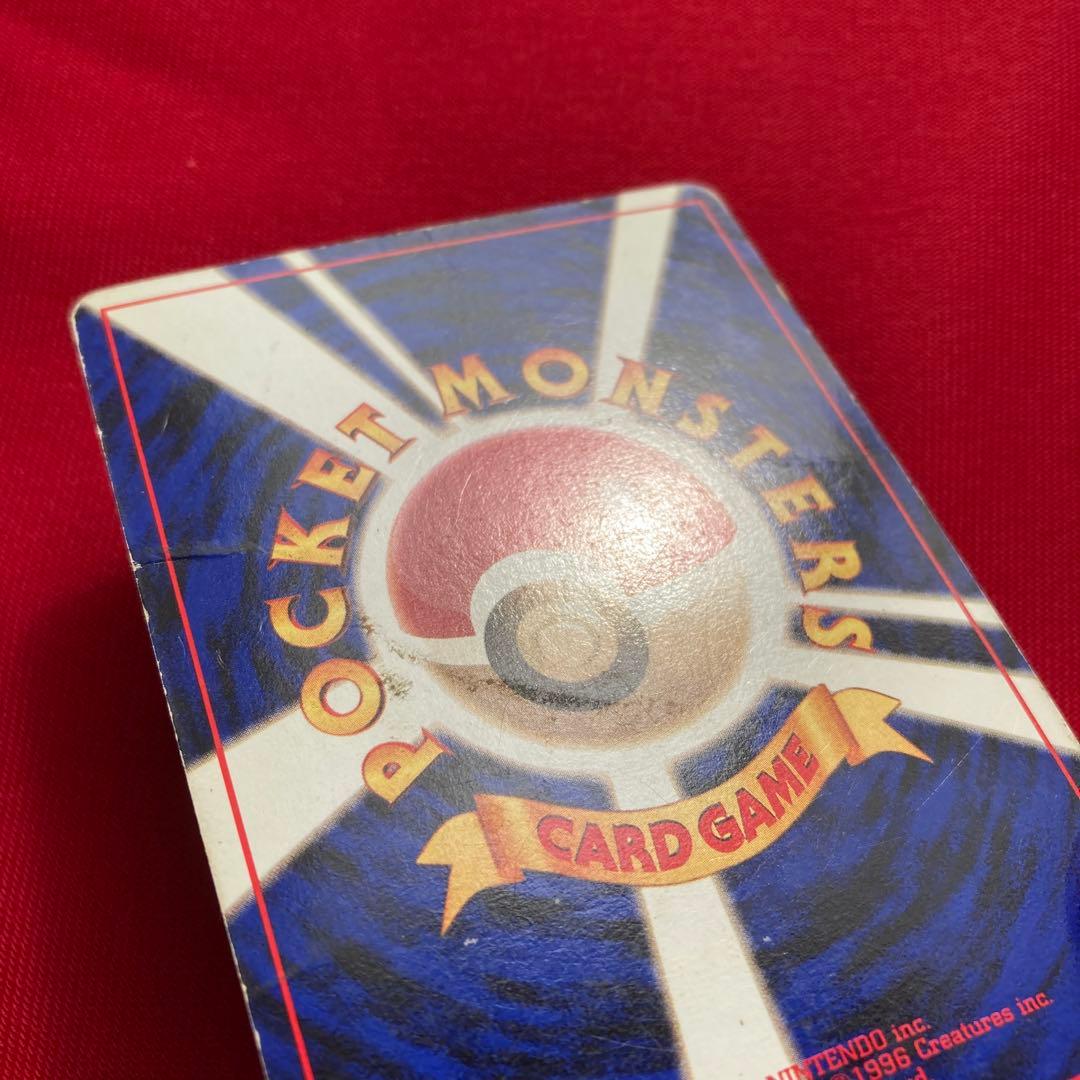 POCKET MONSTERS
CARD GAME
NINTENDO inc.
©1996 Creatures inc.